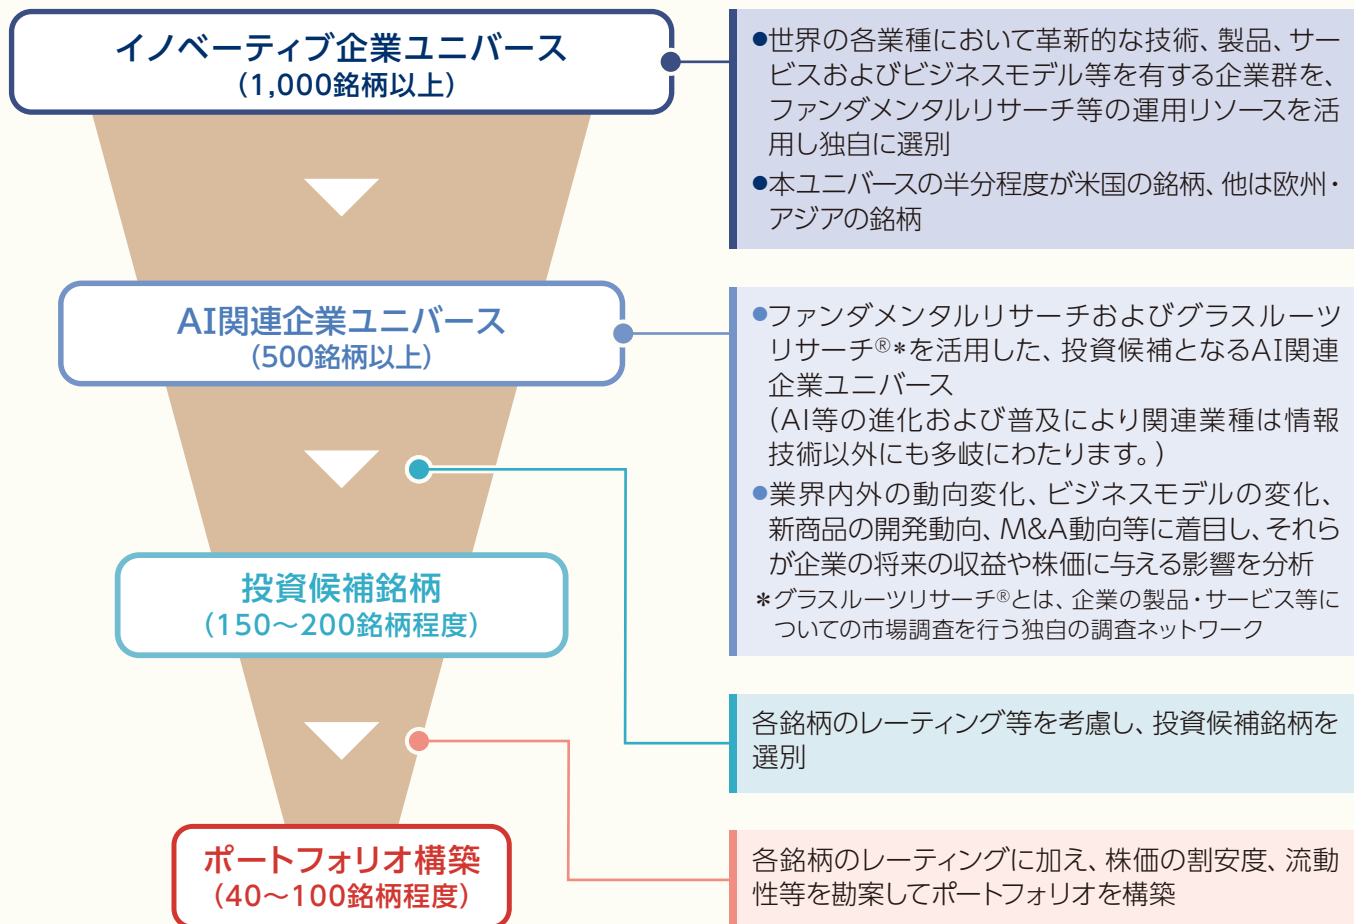 イノベーティブ企業ユニバース
(1,000銘柄以上)
●世界の各業種において革新的な技術、製品、サー
ビスおよびビジネスモデル等を有する企業群を、
ファンダメンタルリサーチ等の運用リソースを活
用し独自に選別
●本ユニバースの半分程度が米国の銘柄、他は欧州・
アジアの銘柄
AI関連企業ユニバース
(500銘柄以上)
●ファンダメンタルリサーチおよびグラスルーツ
リサーチ®*を活用した、投資候補となるAI関連
企業ユニバース
(AI等の進化および普及により関連業種は情報
技術以外にも多岐にわたります。)
●業界内外の動向変化、ビジネスモデルの変化、
新商品の開発動向、M&A動向等に着目し、それら
が企業の将来の収益や株価に与える影響を分析
*グラスルーツリサーチ®とは、企業の製品・サービス等に
ついての市場調査を行う独自の調査ネットワーク
投資候補銘柄
(150～200銘柄程度)
各銘柄のレーティング等を考慮し、投資候補銘柄を
選別
ポートフォリオ構築
(40～100銘柄程度)
各銘柄のレーティングに加え、株価の割安度、流動
性等を勘案してポートフォリオを構築